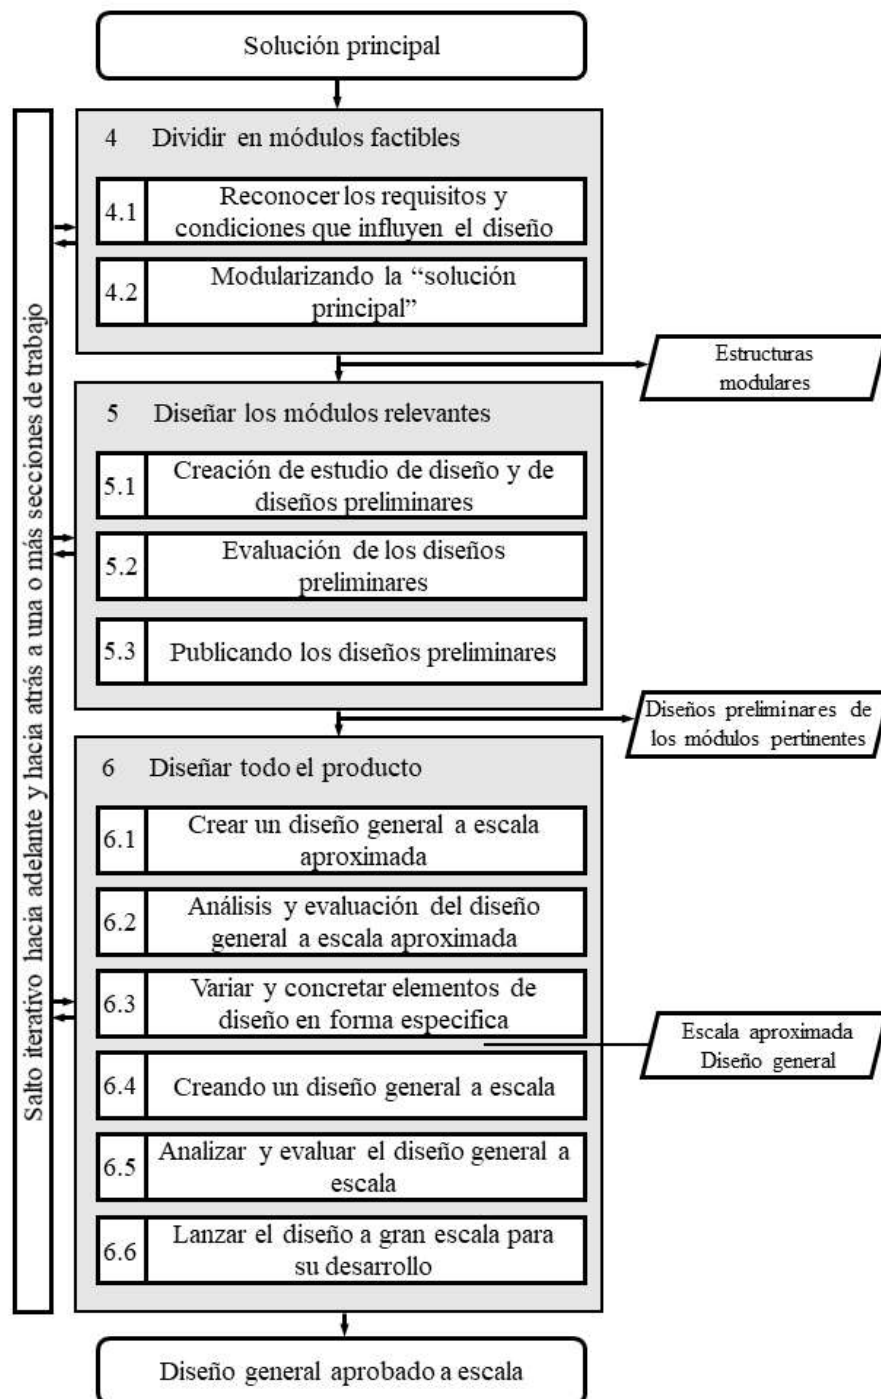 Solución principal
4 Dividir en módulos factibles
4.1 Reconocer los requisitos y
condiciones que influyen el diseño
4.2 Modularizando la “solución
principal”
Estructuras
modulares
5 Diseñar los módulos relevantes
5.1 Creación de estudio de diseño y de
diseños preliminares
5.2 Evaluación de los diseños
preliminares
5.3 Publicando los diseños preliminares
Diseños preliminares de
los módulos pertinentes
6 Diseñar todo el producto
6.1 Crear un diseño general a escala
aproximada
6.2 Análisis y evaluación del diseño
general a escala aproximada
6.3 Variar y concretar elementos de
diseño en forma especifica
Escala aproximada
Diseño general
6.4 Creando un diseño general a escala
6.5 Analizar y evaluar el diseño general a
escala
6.6 Lanzar el diseño a gran escala para
su desarrollo
Diseño general aprobado a escala
Salto iterativo hacia adelante y hacia atrás a una o más secciones de trabajo